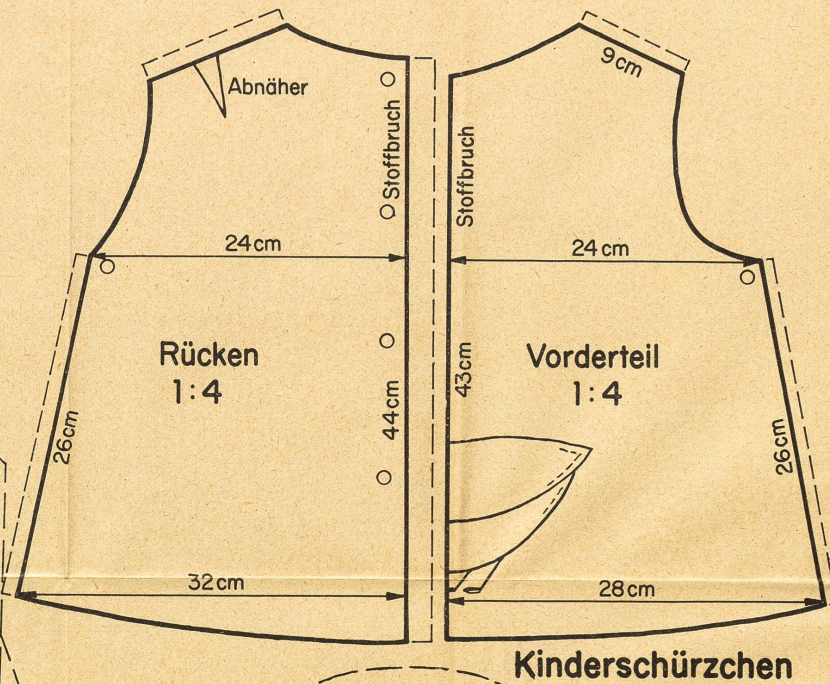 Abnäher
Stoffbruch
24cm
Rücken
1:4
26cm
44cm
32cm
9cm
Stoffbruch
24cm
Vorderteil
1:4
43cm
26cm
28cm
Kinderschürzchen